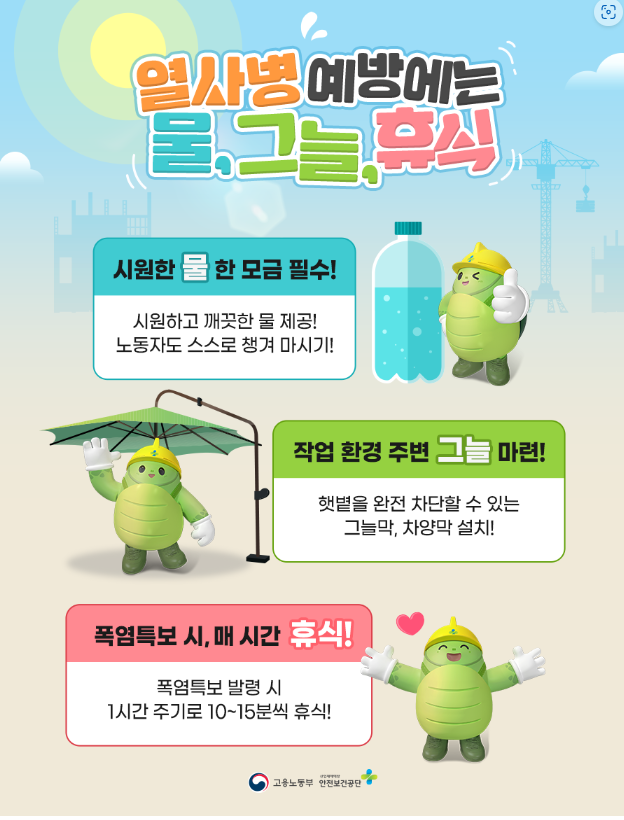 열사병 예방에는
물, 그늘, 휴식
시원한 물 한 모금 필수!
시원하고 깨끗한 물 제공!
노동자도 스스로 챙겨 마시기!
작업 환경 주변 그늘 마련!
햇볕을 완전 차단할 수 있는
그늘막, 차양막 설치!
폭염특보 시, 매 시간 휴식!
폭염특보 발령 시
1시간 주기로 10~15분씩 휴식!
고용노동부
안전보건공단